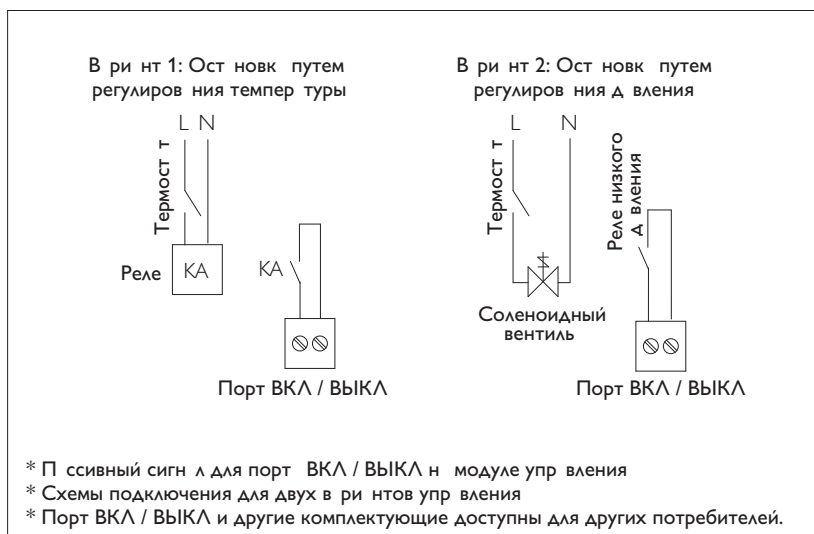 В ри нт 1: Ост новк  путем
регулиров ния темпер туры
L N
Термост т
Реле
КА
КА
Порт ВКЛ / ВЫКЛ
В ри нт 2: Ост новк  путем
регулиров ния д вления
L
N
Термост т
Соленоидный
вентиль
Реле низкого
д вления
Порт ВКЛ / ВЫКЛ
* П ссивный сигн л для порт  ВКЛ / ВЫКЛ н  модуле упр вления
* Схемы подключения для двух в ри нтов упр вления
* Порт ВКЛ / ВЫКЛ и другие комплектующие доступны для других потребителей.